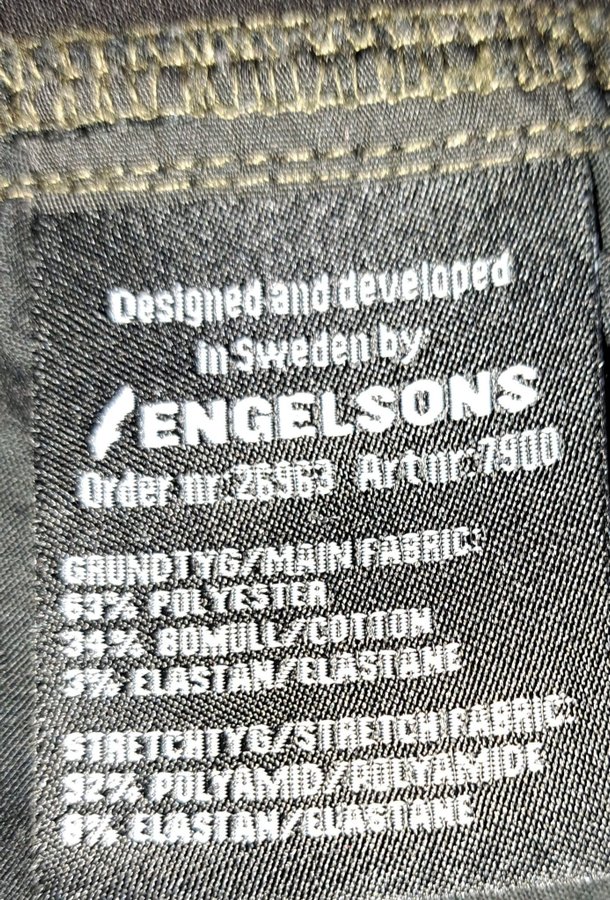 Designed and developed
in Sweden by
ENGELSONS
Order nr: 26963 Art nr: 7900
GRUNDTYG/MAIN FABRIC:
63% POLYESTER
34% BOMULL/COTTON
3% ELASTAN/ELASTANE
STRETCHTYG/STRETCH FABRIC:
92% POLYAMID/POLYAMIDE
8% ELASTAN/ELASTANE